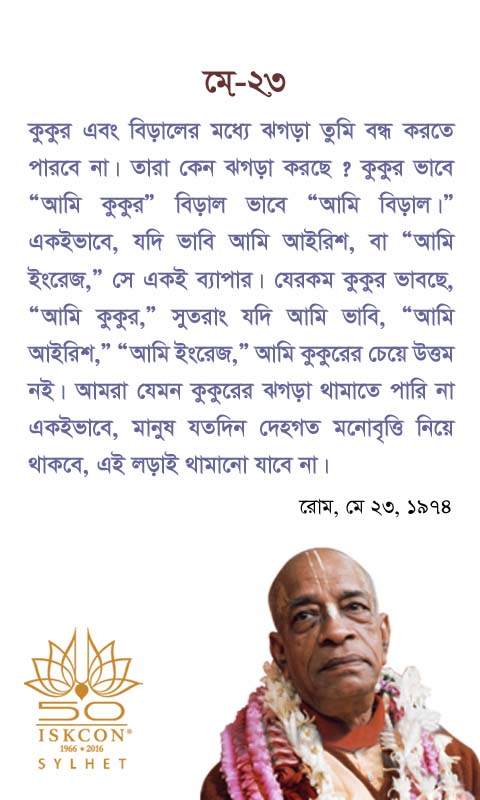 মে-২৩
কুকুর এবং বিড়ালের মধ্যে ঝগড়া তুমি বন্ধ করতে
পারবে না। তারা কেন ঝগড়া করছে ? কুকুর ভাবে
“আমি কুকুর” বিড়াল ভাবে “আমি বিড়াল।”
একইভাবে, যদি ভাবি আমি আইরিশ, বা “আমি
ইংরেজ,” সে একই ব্যাপার। যেরকম কুকুর ভাবছে,
“আমি কুকুর,” সুতরাং যদি আমি ভাবি, “আমি
আইরিশ,” “আমি ইংরেজ,” আমি কুকুরের চেয়ে উত্তম
নই। আমরা যেমন কুকুরের ঝগড়া থামাতে পারি না
একইভাবে, মানুষ যতদিন দেহগত মনোবৃত্তি নিয়ে
থাকবে, এই লড়াই থামানো যাবে না।
রোম, মে ২৩, ১৯৭৪
50
ISKCON®
1966 • 2016
SYLHET